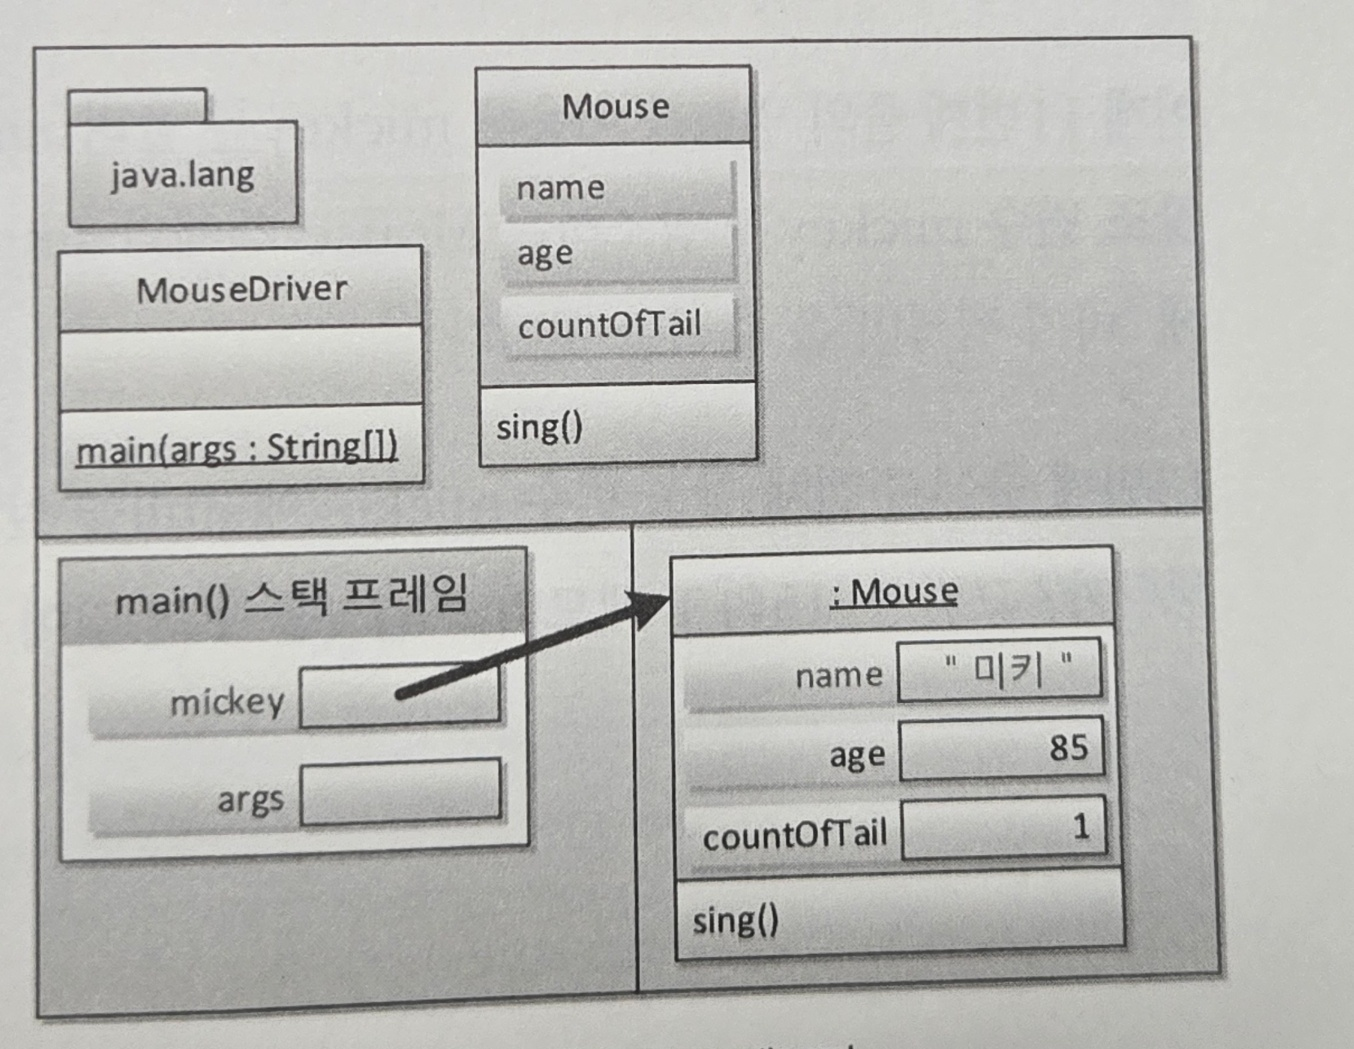 java.lang
MouseDriver
main(args : String[])
Mouse
name
age
countOfTail
sing()
main() 스택 프레임
mickey
args
: Mouse
name " 미키 "
age 85
countOfTail 1
sing()